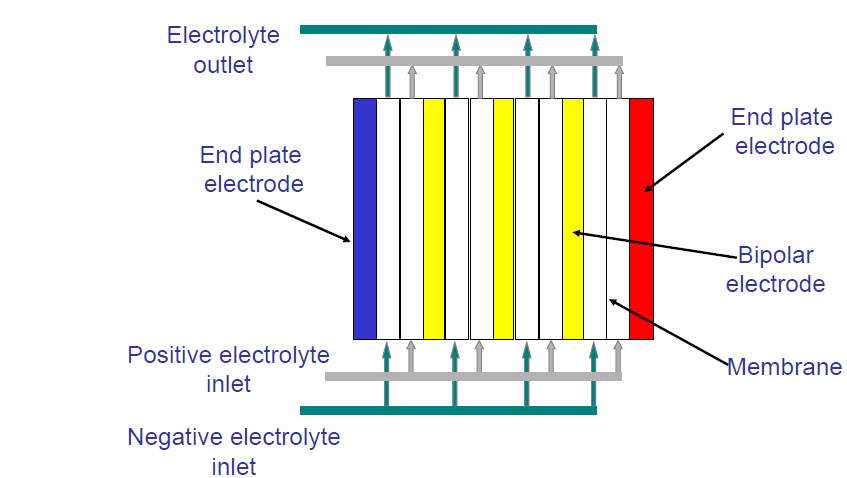 Electrolyte
outlet
End plate
electrode
End plate
electrode
Bipolar
electrode
Positive electrolyte
inlet
Membrane
Negative electrolyte
inlet